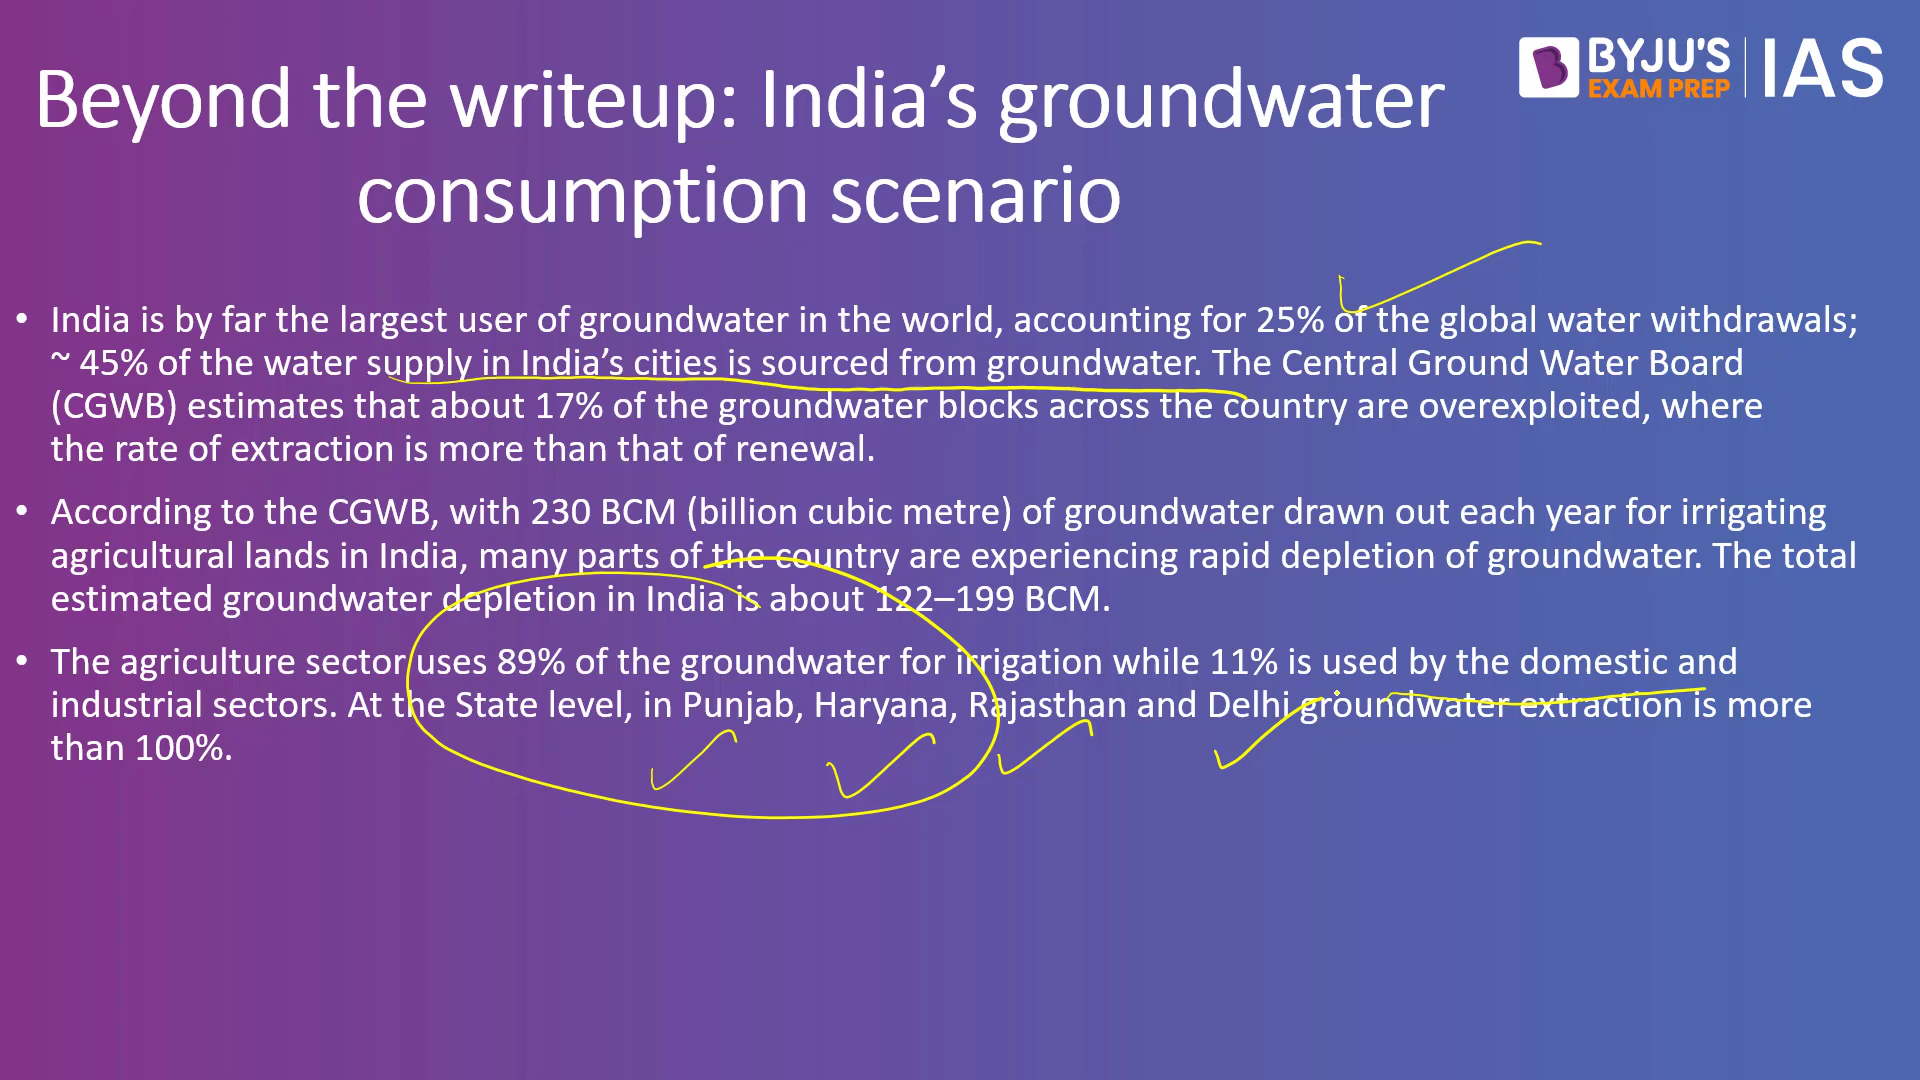 BYJU'S
EXAM PREP
IAS
Beyond the writeup: India’s groundwater
consumption scenario
• India is by far the largest user of groundwater in the world, accounting for 25% of the global water withdrawals;
~ 45% of the water supply in India’s cities is sourced from groundwater. The Central Ground Water Board
(CGWB) estimates that about 17% of the groundwater blocks across the country are overexploited, where
the rate of extraction is more than that of renewal.
• According to the CGWB, with 230 BCM (billion cubic metre) of groundwater drawn out each year for irrigating
agricultural lands in India, many parts of the country are experiencing rapid depletion of groundwater. The total
estimated groundwater depletion in India is about 122–199 BCM.
• The agriculture sector uses 89% of the groundwater for irrigation while 11% is used by the domestic and
industrial sectors. At the State level, in Punjab, Haryana, Rajasthan and Delhi groundwater extraction is more
than 100%.